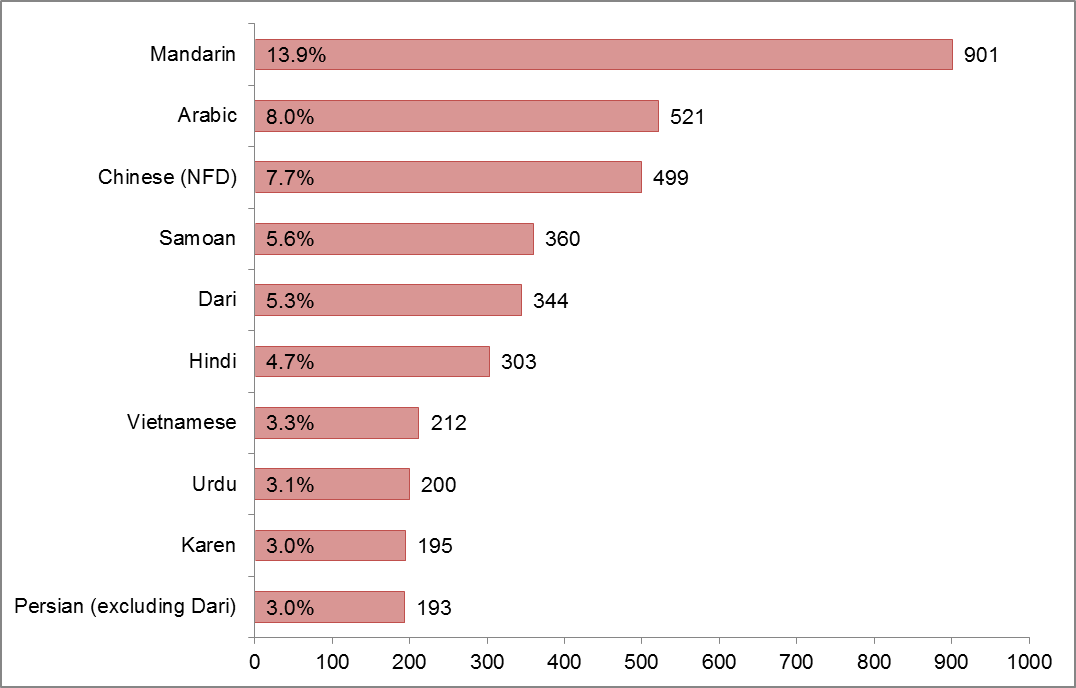 Mandarin 13.9% 901
Arabic 8.0% 521
Chinese (NFD) 7.7% 499
Samoan 5.6% 360
Dari 5.3% 344
Hindi 4.7% 303
Vietnamese 3.3% 212
Urdu 3.1% 200
Karen 3.0% 195
Persian (excluding Dari) 3.0% 193
0 100 200 300 400 500 600 700 800 900 1000